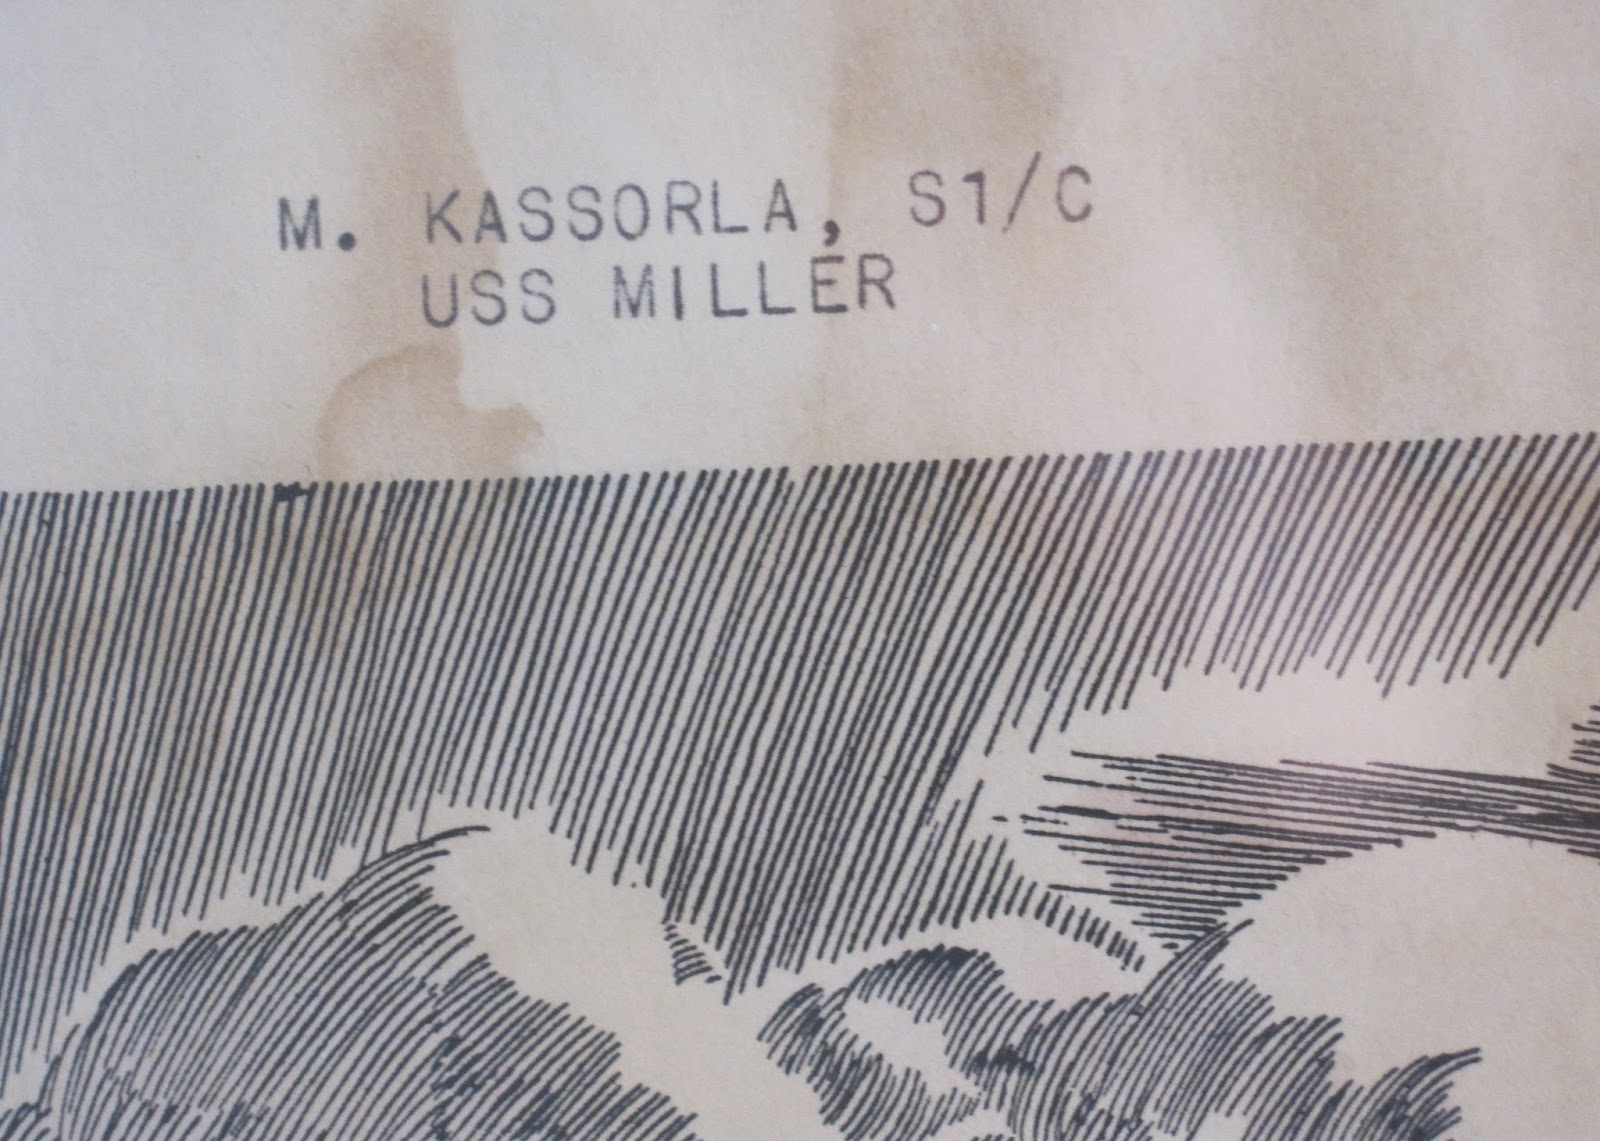 M. KASSORLA, S1/C
USS MILLER